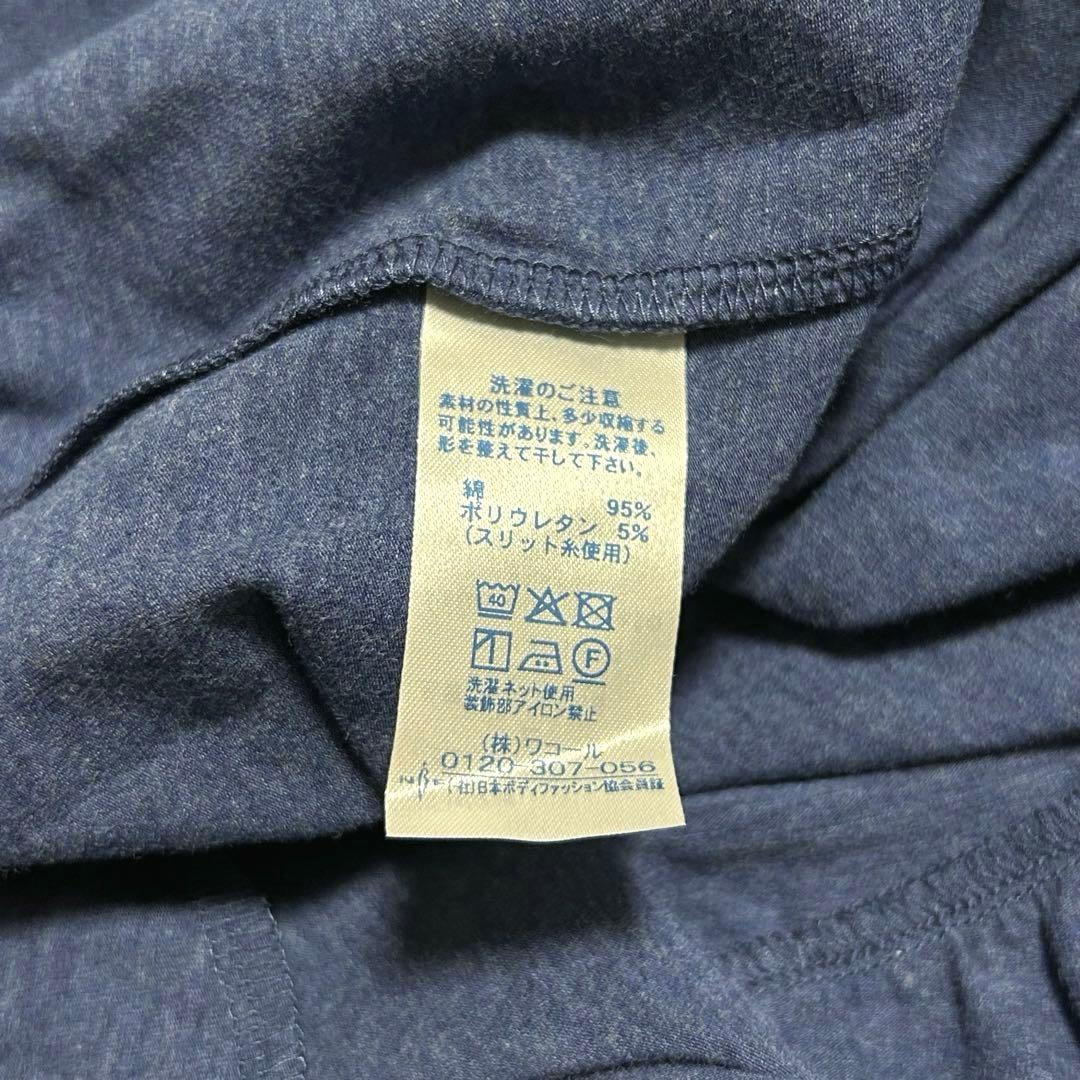 洗濯のご注意
素材の性質上、多少収縮する
可能性があります。洗濯後、
形を整えて干して下さい。
綿 95%
ポリウレタン 5%
(スリット糸使用)
40
F
洗濯ネット使用
装飾部アイロン禁止
(株)ワコール
0120-307-056
(社)日本ボディファッション協会員証